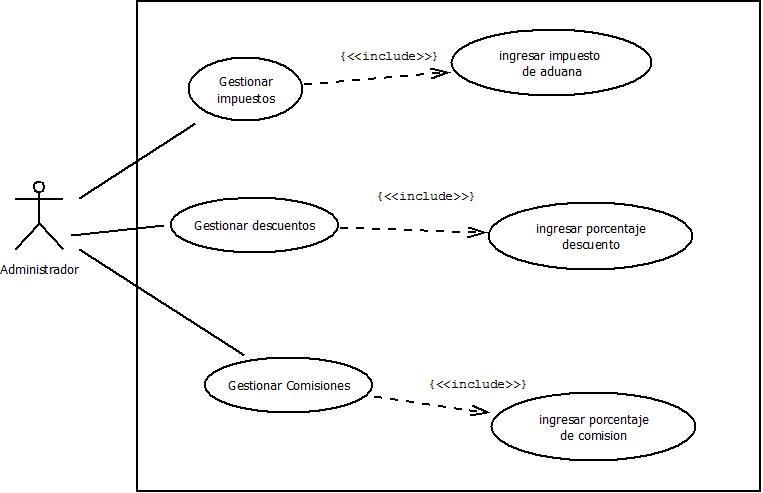 {<<include>>}
ingresar impuesto
de aduana
Gestionar
impuestos
{<<include>>}
Gestionar descuentos
ingresar porcentaje
descuento
Administrador
Gestionar Comisiones
{<<include>>}
ingresar porcentaje
de comision